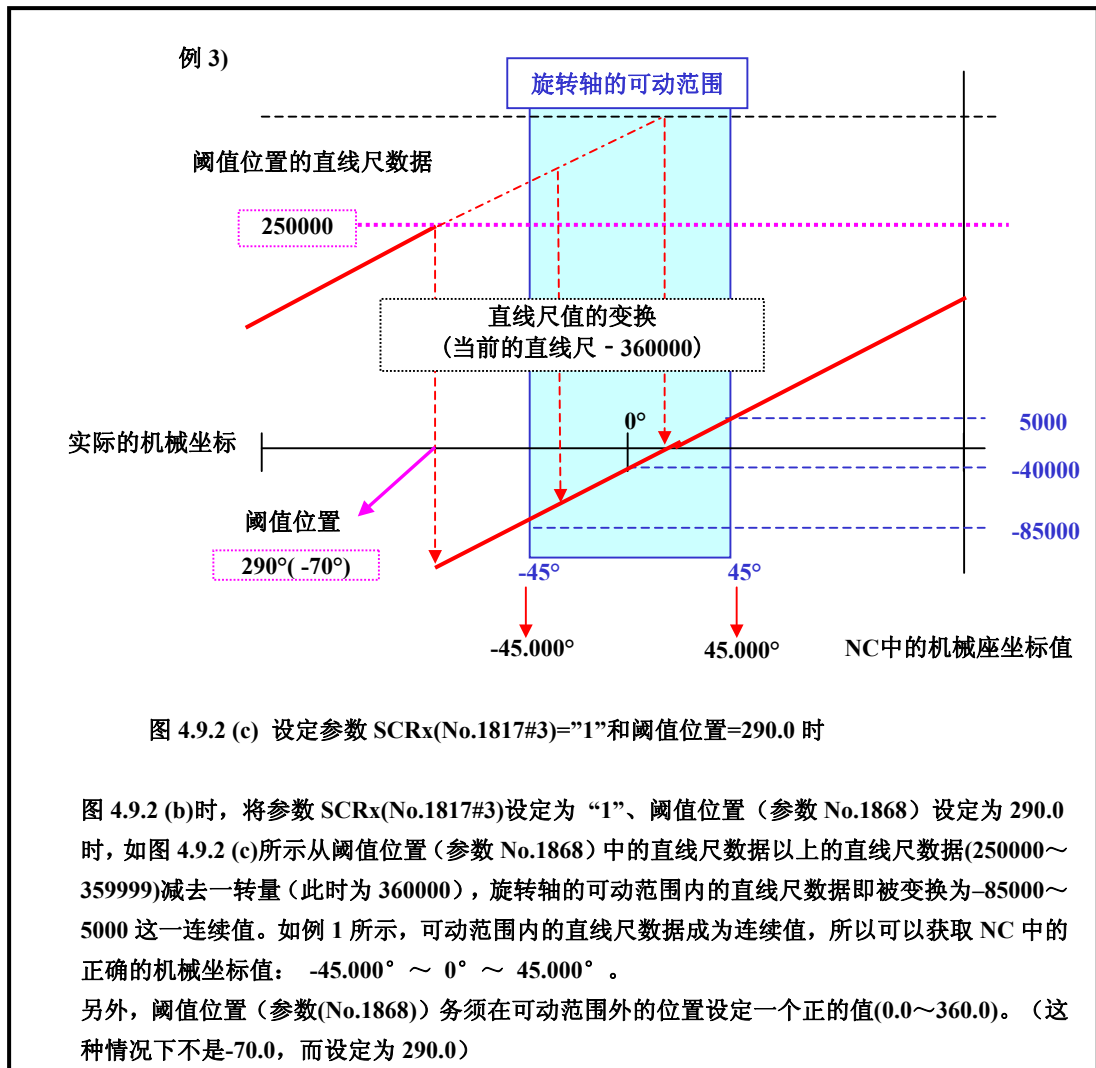 例 3)
旋转轴的可动范围
阈值位置的直线尺数据
250000
直线尺值的变换
（当前的直线尺 - 360000）
0°
5000
实际的机械坐标
-40000
阈值位置
-85000
290°( -70°)
-45°
45°
-45.000°
45.000°
NC中的机械座坐标值
图 4.9.2 (c) 设定参数 SCRx(No.1817#3)=”1”和阈值位置=290.0 时
图 4.9.2 (b)时，将参数 SCRx(No.1817#3)设定为 “1”、阈值位置（参数 No.1868）设定为 290.0
时，如图 4.9.2 (c)所示从阈值位置（参数 No.1868）中的直线尺数据以上的直线尺数据(250000～
359999)减去一转量（此时为 360000），旋转轴的可动范围内的直线尺数据即被变换为–85000～
5000 这一连续值。如例 1 所示，可动范围内的直线尺数据成为连续值，所以可以获取 NC 中的
正确的机械坐标值： -45.000° ～ 0° ～ 45.000° 。
另外，阈值位置（参数(No.1868)）务须在可动范围外的位置设定一个正的值(0.0～360.0)。（这
种情况下不是-70.0，而设定为 290.0）